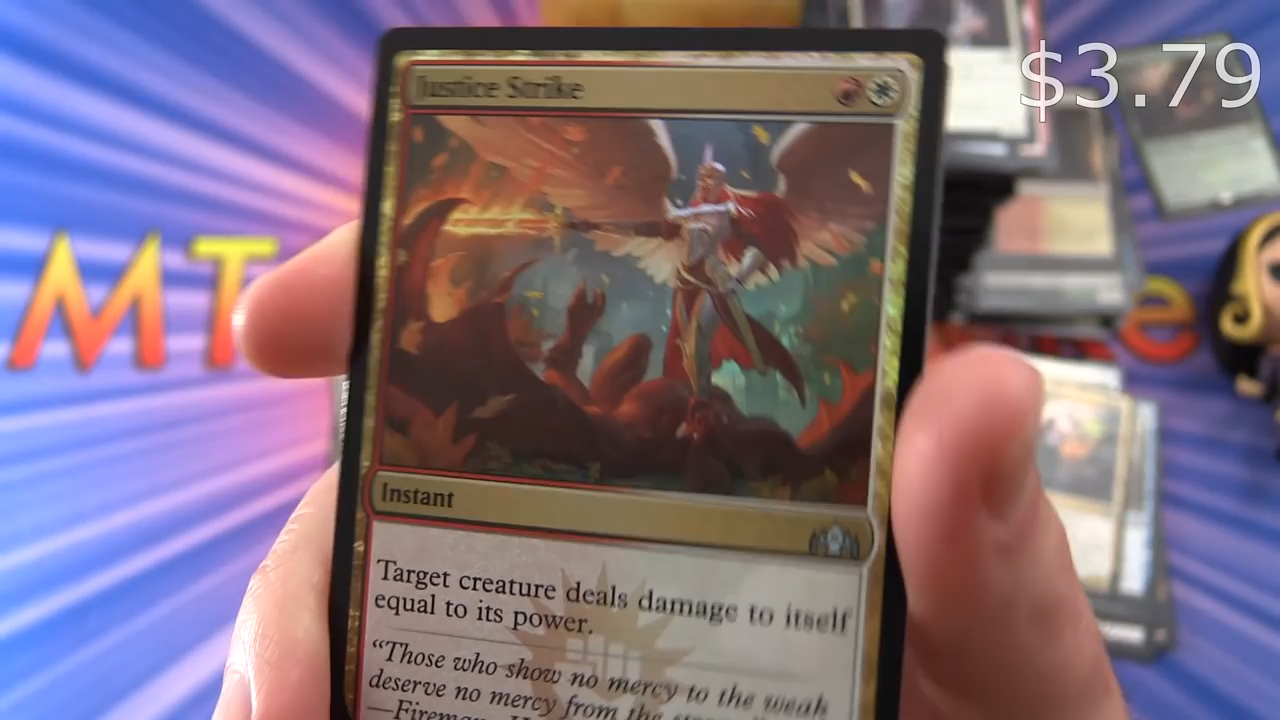 $3.79
Justice Strike
MT
e
Instant
Target creature deals damage to itself
equal to its power.
“Those who show no mercy to the weak
deserve no mercy from the